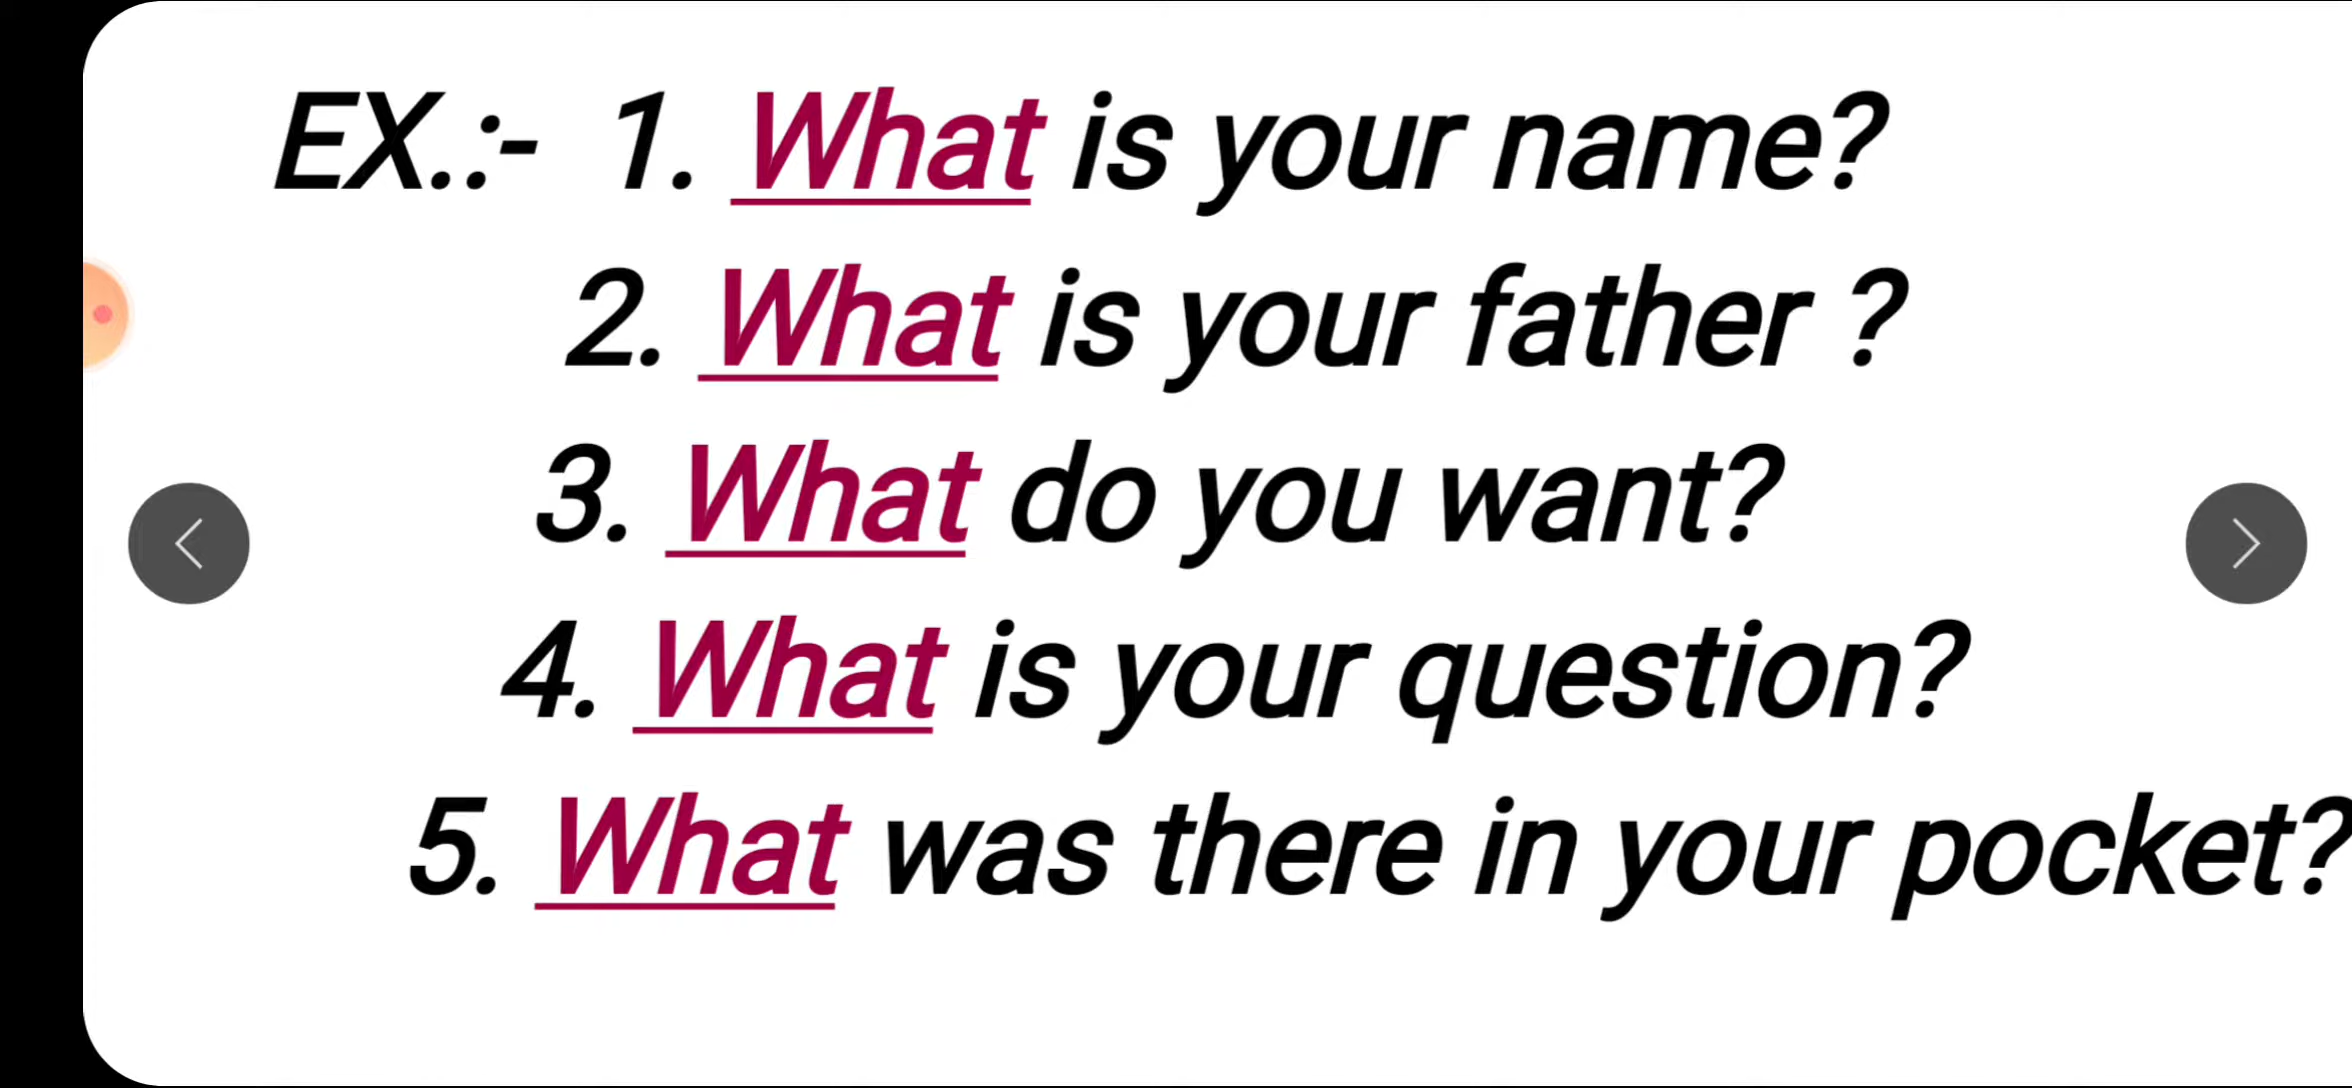 EX.:- 1. What is your name?
2. What is your father ?
3. What do you want?
4. What is your question?
5. What was there in your pocket?